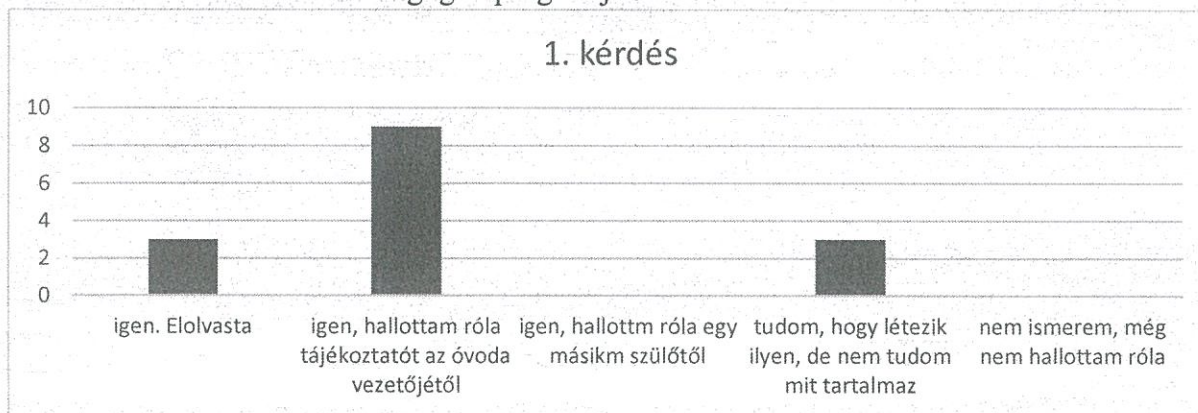 1. kérdés
10
8
6
4
2
0
igen. Elolvasta
igen, hallottam róla
tájékoztatót az óvoda
vezetőjétől
igen, hallottm róla egy
másikm szülőtől
tudom, hogy létezik
ilyen, de nem tudom
mit tartalmaz
nem ismerem, még
nem hallottam róla